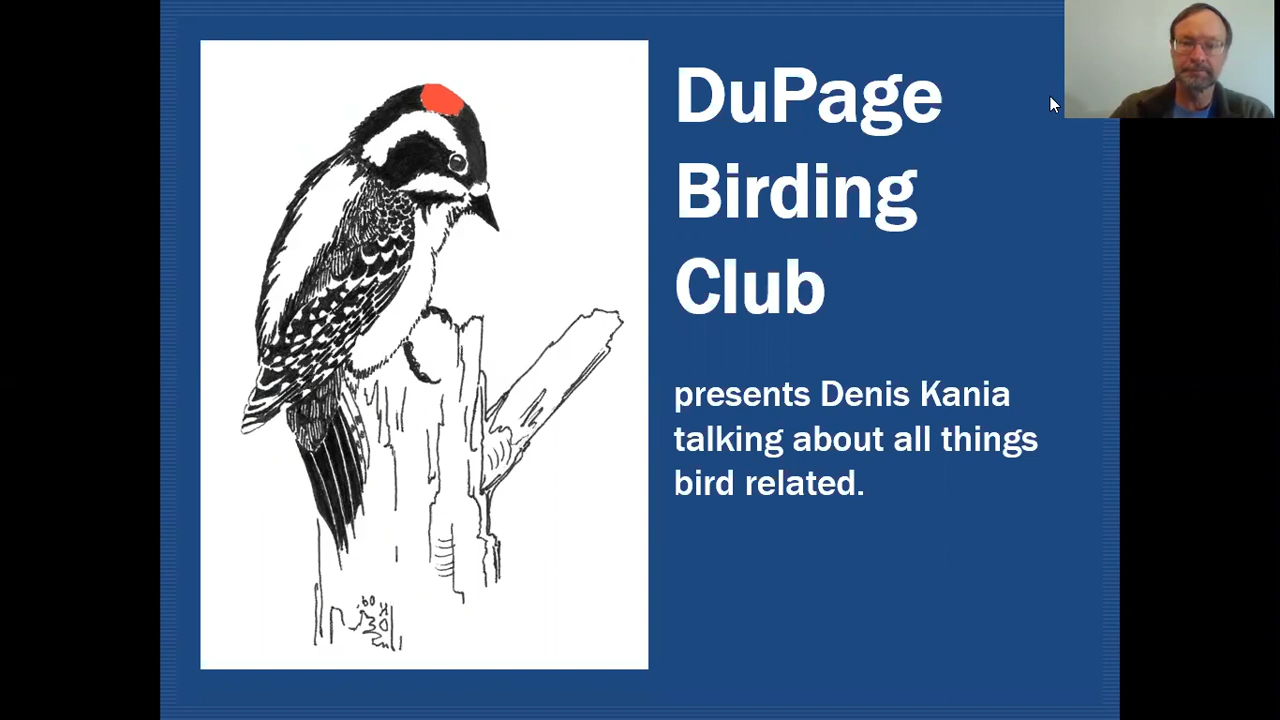 DuPage
Birding
Club
presents Denis Kania
talking about all things
bird related.